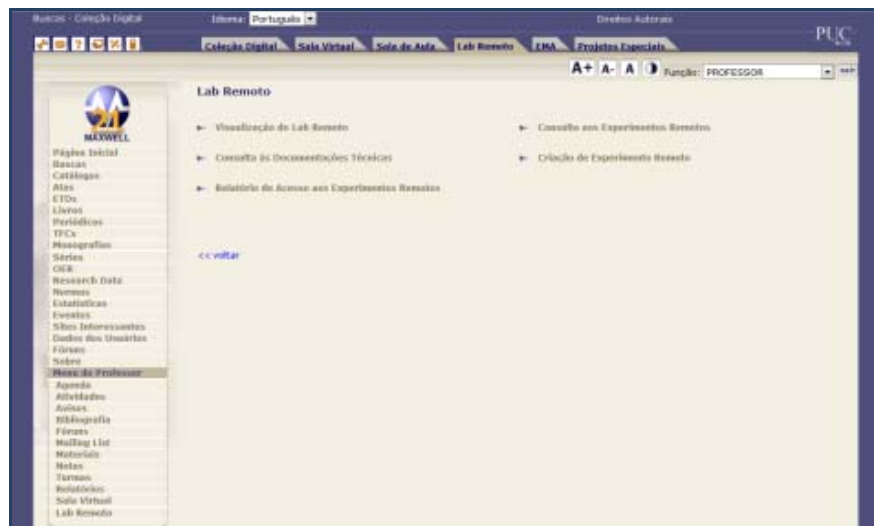 Buscas - Coleção Digital
Idioma: Português
Direitos Autorais
PUC
Coleção Digital
Sala Virtual
Sala de Aula
Lab Remoto
LMA
Projetos Especiais
A+ A- A
Função: PROFESSOR
Lab Remoto
MAXWELL
Visualização do Lab Remoto
Consulta aos Experimentos Remotos
Consulta às Documentações Técnicas
Criação de Experimento Remoto
Relatório de Acesso aos Experimentos Remotos
<< voltar
Página Inicial
Buscas
Catálogos
Atas
ETDs
Livros
Periódicos
TFCs
Monografias
Séries
OER
Research Data
Normas
Estatísticas
Eventos
Sites Interessantes
Dados dos Usuários
Fóruns
Sobre
Menu do Professor
Agenda
Atividades
Avisos
Bibliografia
Fóruns
Mailing List
Materiais
Notas
Turmas
Relatórios
Sala Virtual
Lab Remoto